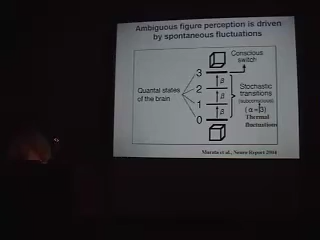 Ambiguous figure perception is driven
by spontaneous fluctuations
Conscious
switch
3
2
1
0
Quantal states
of the brain
β
β
β
Stochastic
transitions
(subconscious)
Thermal
fluctuations
Murata et al., Neuro Report 2004